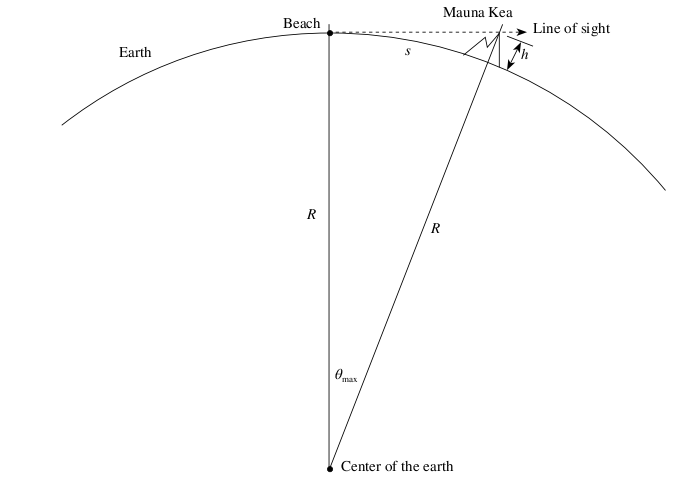 Mauna Kea
Beach
Line of sight
Earth
s
h
R
R
θmax
Center of the earth